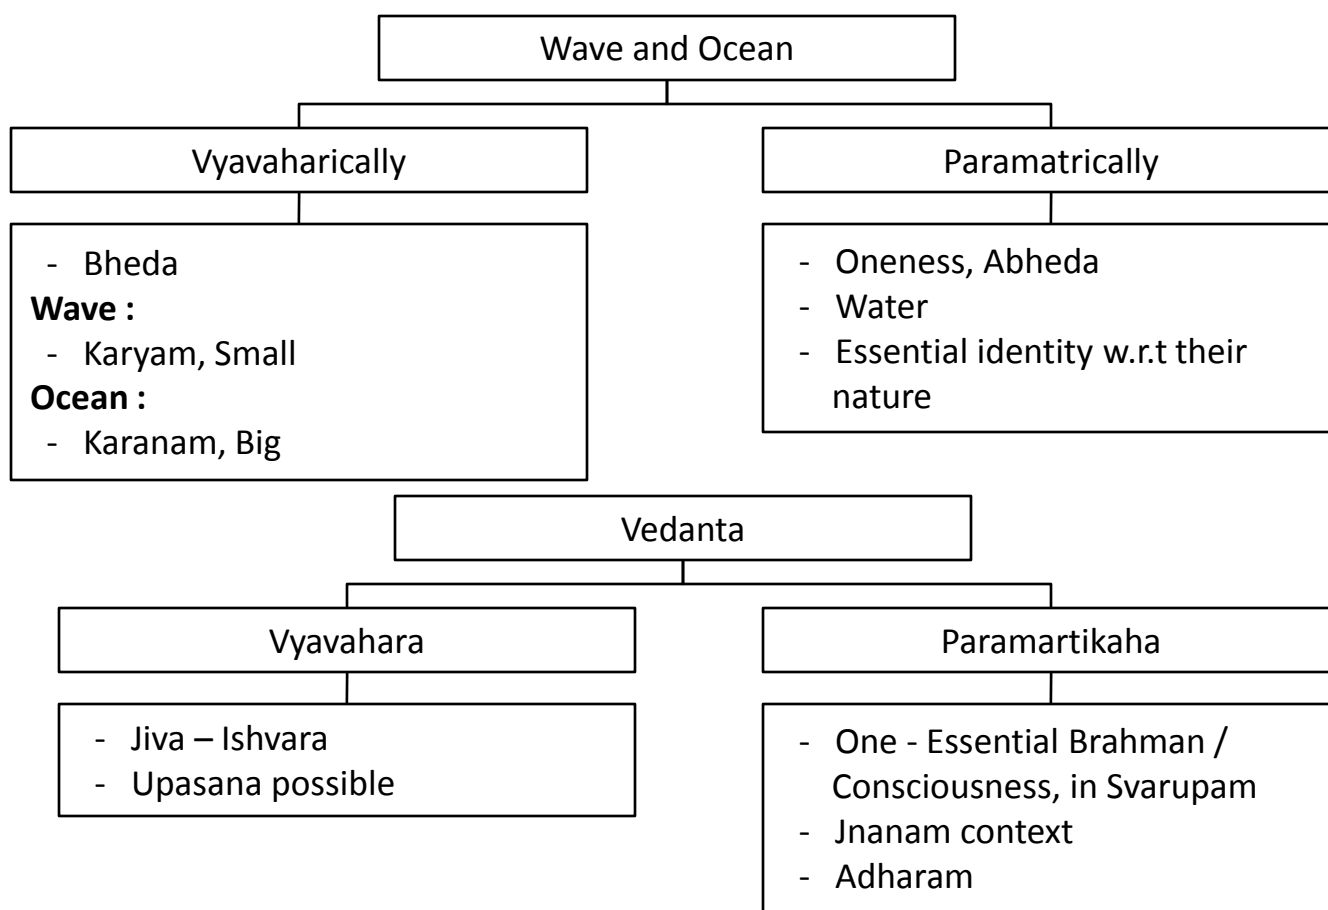 Wave and Ocean
Vyavaharically
Paramatrically
- Bheda
Wave :
- Karyam, Small
Ocean :
- Karanam, Big
- Oneness, Abheda
- Water
- Essential identity w.r.t their
nature
Vedanta
Vyavahara
Paramartikaha
- Jiva – Ishvara
- Upasana possible
- One - Essential Brahman /
Consciousness, in Svarupam
- Jnanam context
- Adharam